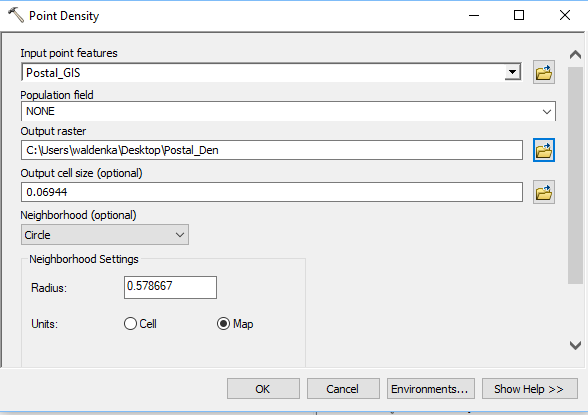 Point Density
Input point features
Postal_GIS
Population field
NONE
Output raster
C:\Users\waldenka\Desktop\Postal_Den
Output cell size (optional)
0.06944
Neighborhood (optional)
Circle
Neighborhood Settings
Radius: 0.578667
Units: Cell Map
OK Cancel Environments... Show Help >>